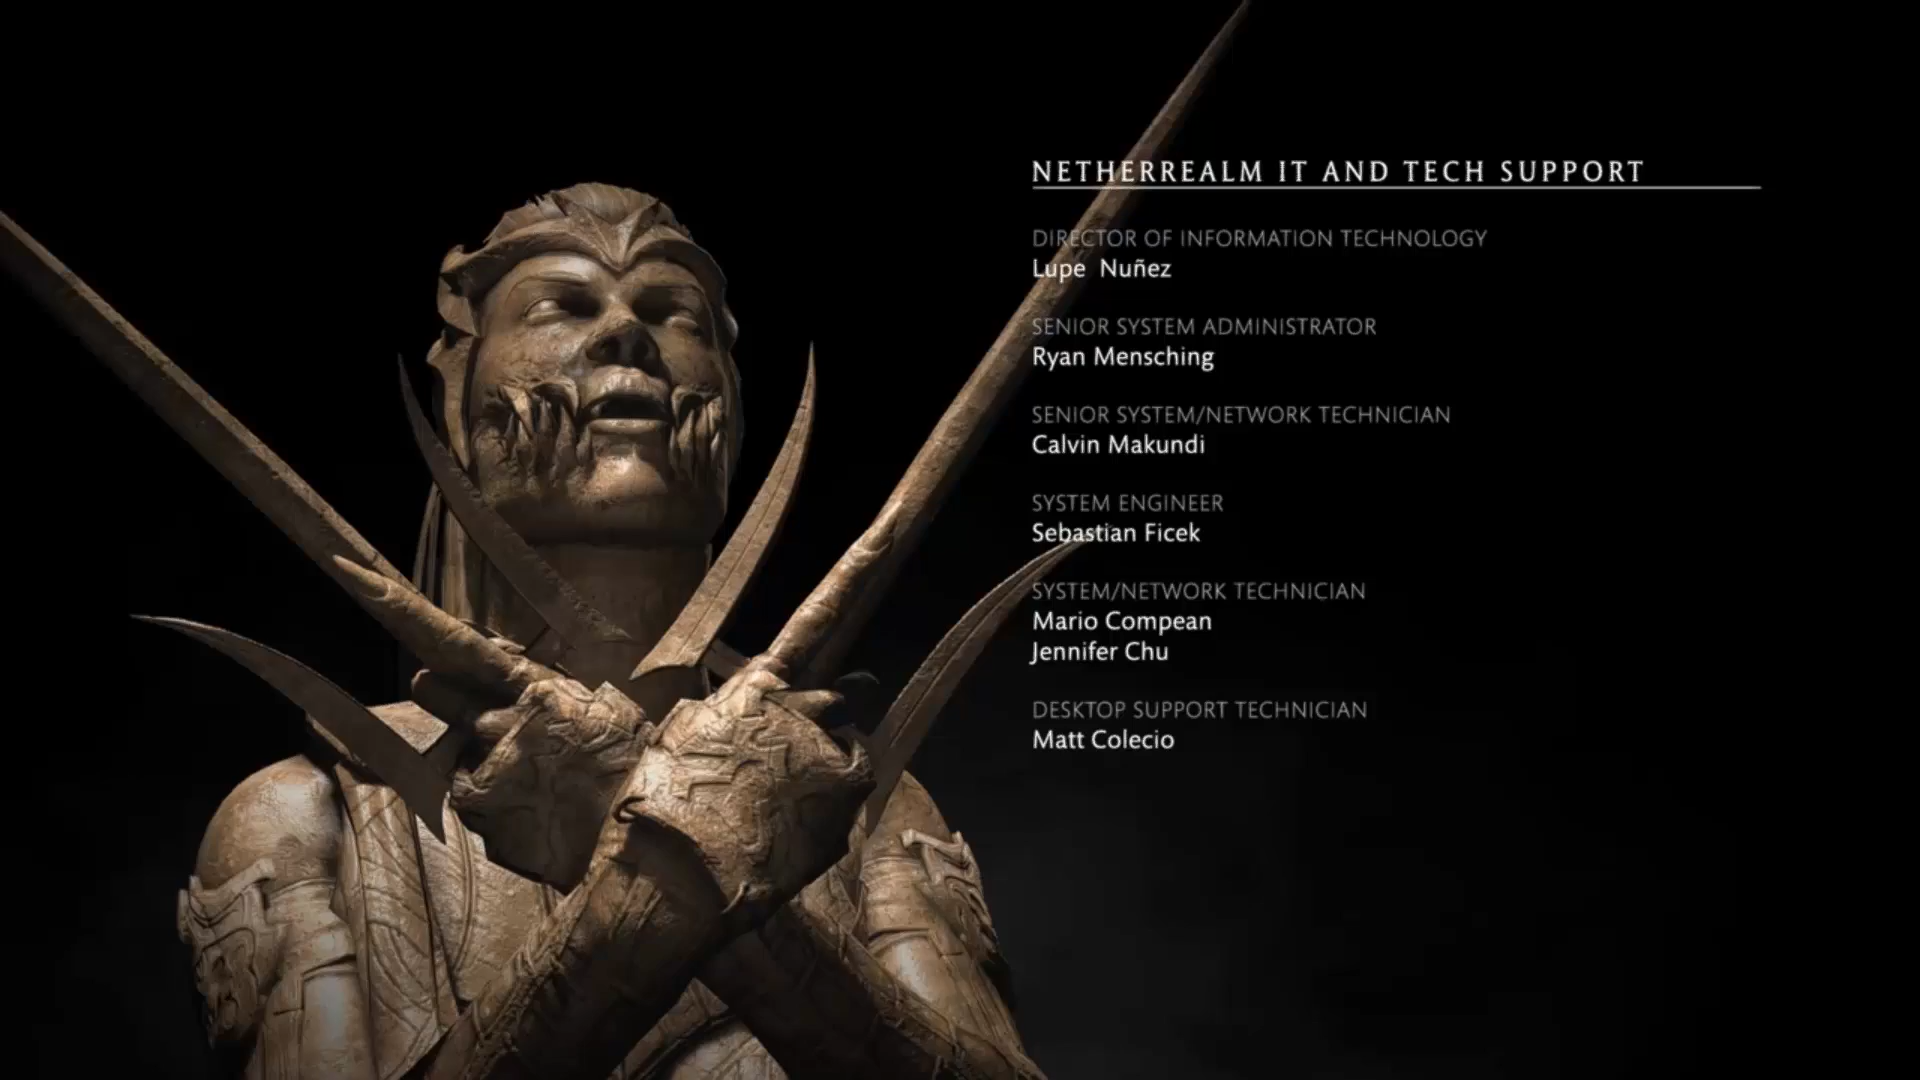 NETHERREALM IT AND TECH SUPPORT
DIRECTOR OF INFORMATION TECHNOLOGY
Lupe Nuñez
SENIOR SYSTEM ADMINISTRATOR
Ryan Mensching
SENIOR SYSTEM/NETWORK TECHNICIAN
Calvin Makundi
SYSTEM ENGINEER
Sebastian Ficek
SYSTEM/NETWORK TECHNICIAN
Mario Compean
Jennifer Chu
DESKTOP SUPPORT TECHNICIAN
Matt Colecio